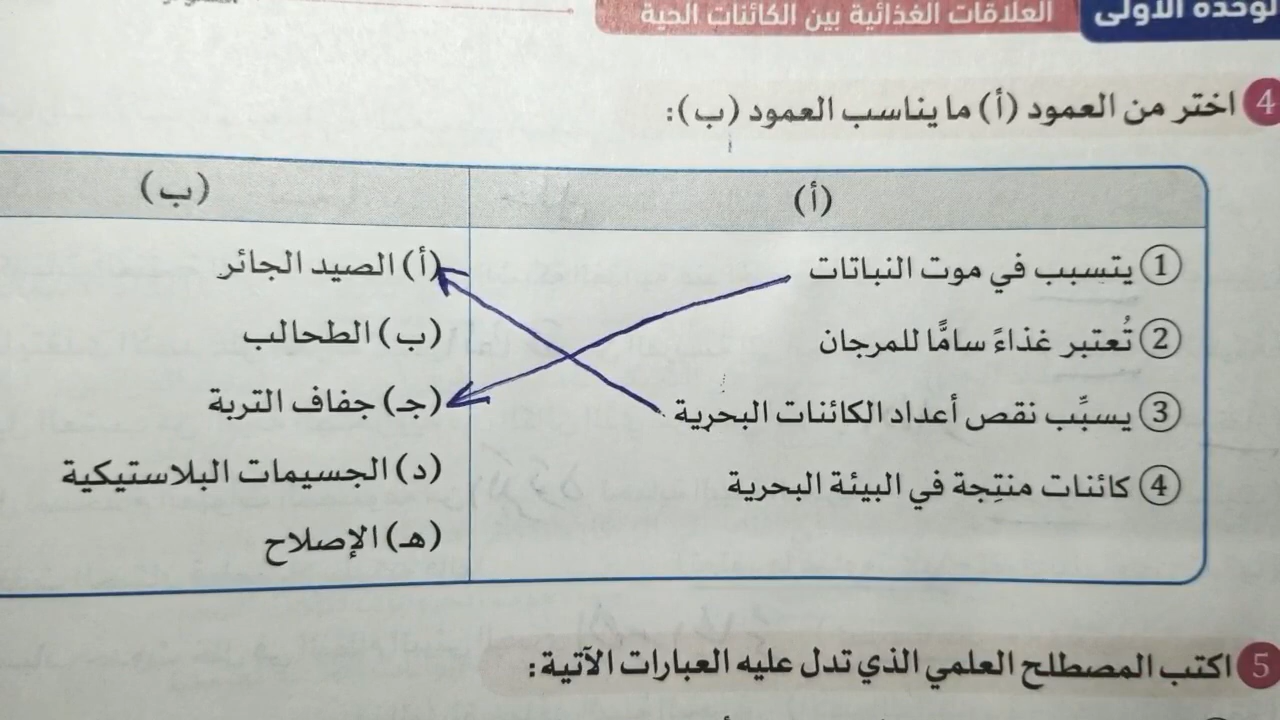 الوحدة الأولى العلاقات الغذائية بين الكائنات الحية
4 اختر من العمود (أ) ما يناسب العمود (ب):
(أ) (ب)
1 يتسبب في موت النباتات (أ) الصيد الجائر
2 تُعتبر غذاءً سامًّا للمرجان (ب) الطحالب
3 يسبِّب نقص أعداد الكائنات البحرية (جـ) جفاف التربة
4 كائنات منتِجة في البيئة البحرية (د) الجسيمات البلاستيكية
(هـ) الإصلاح
5 اكتب المصطلح العلمي الذي تدل عليه العبارات الآتية: